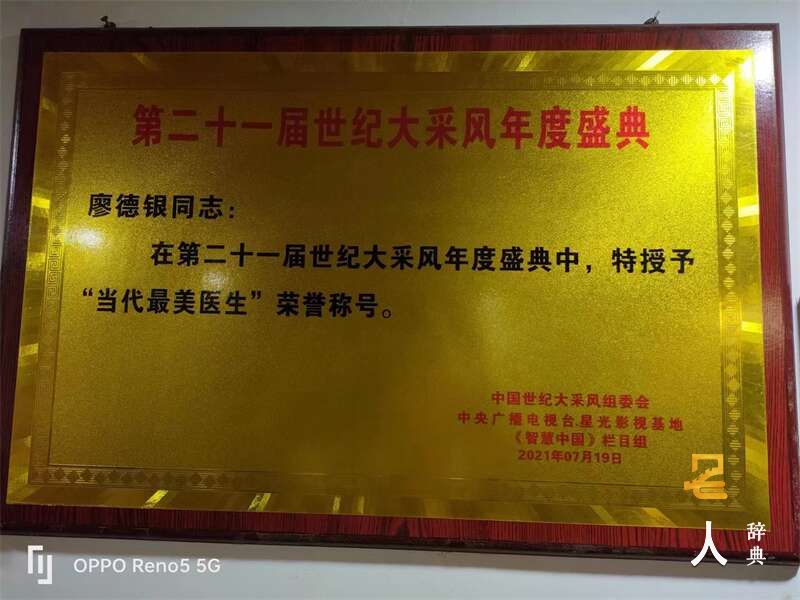 第二十一届世纪大采风年度盛典
廖德银同志：
在第二十一届世纪大采风年度盛典中，特授予
“当代最美医生”荣誉称号。
中国世纪大采风组委会
中央广播电视台.星光影视基地
《智慧中国》栏目组
2021年07月19日
人 辞典
OPPO Reno5 5G